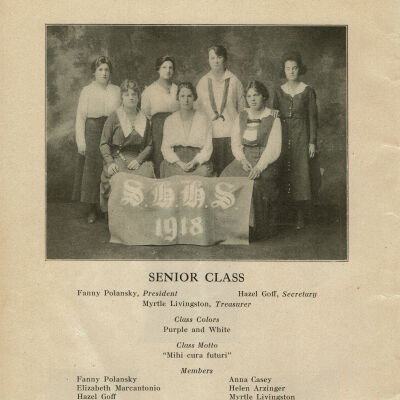 S.H.H.S.
1918
SENIOR CLASS
Fanny Polansky, President Hazel Goff, Secretary
Myrtle Livingston, Treasurer
Class Colors
Purple and White
Class Motto
"Mihi cura futuri"
Members
Fanny Polansky Anna Casey
Elizabeth Marcantonio Helen Arzinger
Hazel Goff Myrtle Livingston